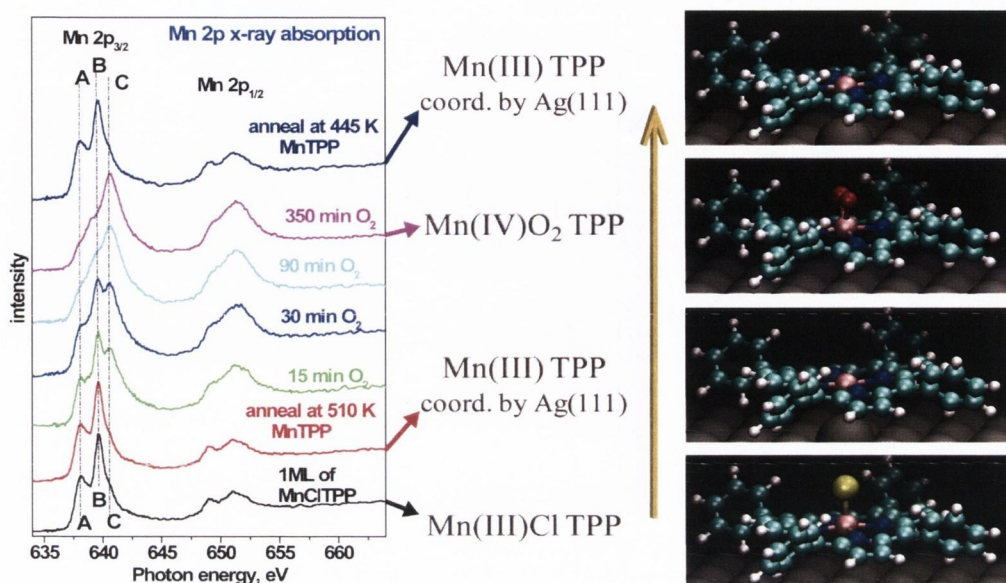 Mn 2p3/2
Mn 2p x-ray absorption
A
B
C
Mn 2p1/2
anneal at 445 K
MnTPP
350 min O2
90 min O2
30 min O2
15 min O2
anneal at 510 K
MnTPP
1ML of
MnClTPP
A
B
C
intensity
635 640 645 650 655 660
Photon energy, eV
Mn(III) TPP
coord. by Ag(111)
Mn(IV)O2 TPP
Mn(III) TPP
coord. by Ag(111)
Mn(III)Cl TPP